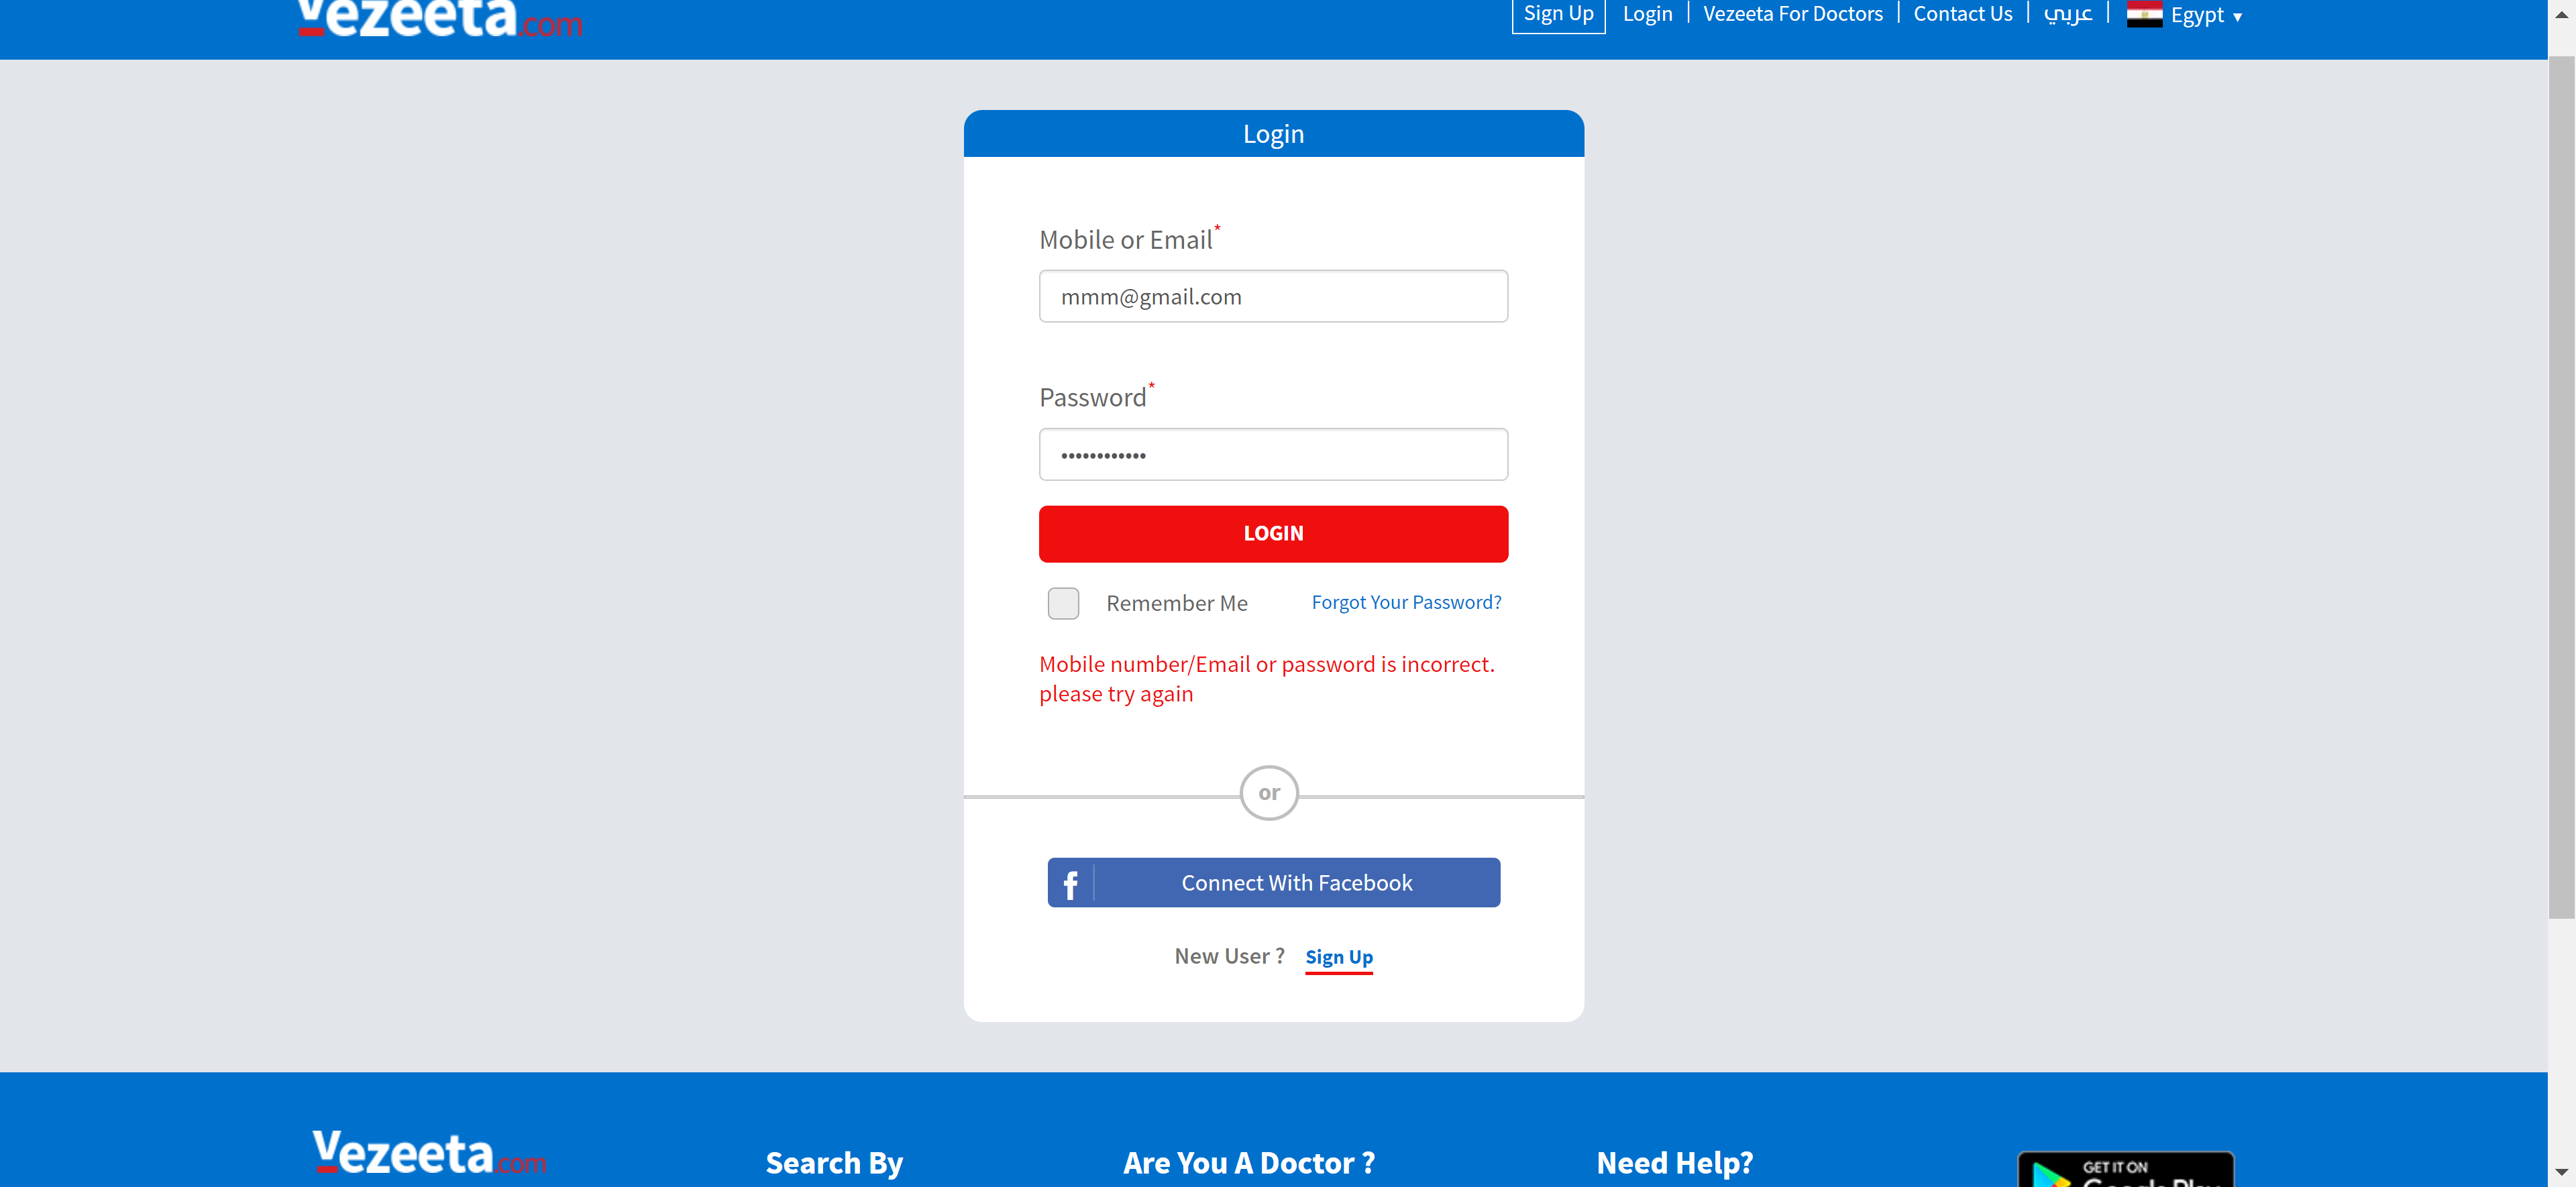 Vezeeta.com
Sign Up
Login
Vezeeta For Doctors
Contact Us
عربي
Egypt
Login
Mobile or Email*
mmm@gmail.com
Password*
••••••••••••
LOGIN
Remember Me
Forgot Your Password?
Mobile number/Email or password is incorrect.
please try again
or
f
Connect With Facebook
New User ?
Sign Up
Vezeeta.com
Search By
Are You A Doctor ?
Need Help?
GET IT ON
Google Play